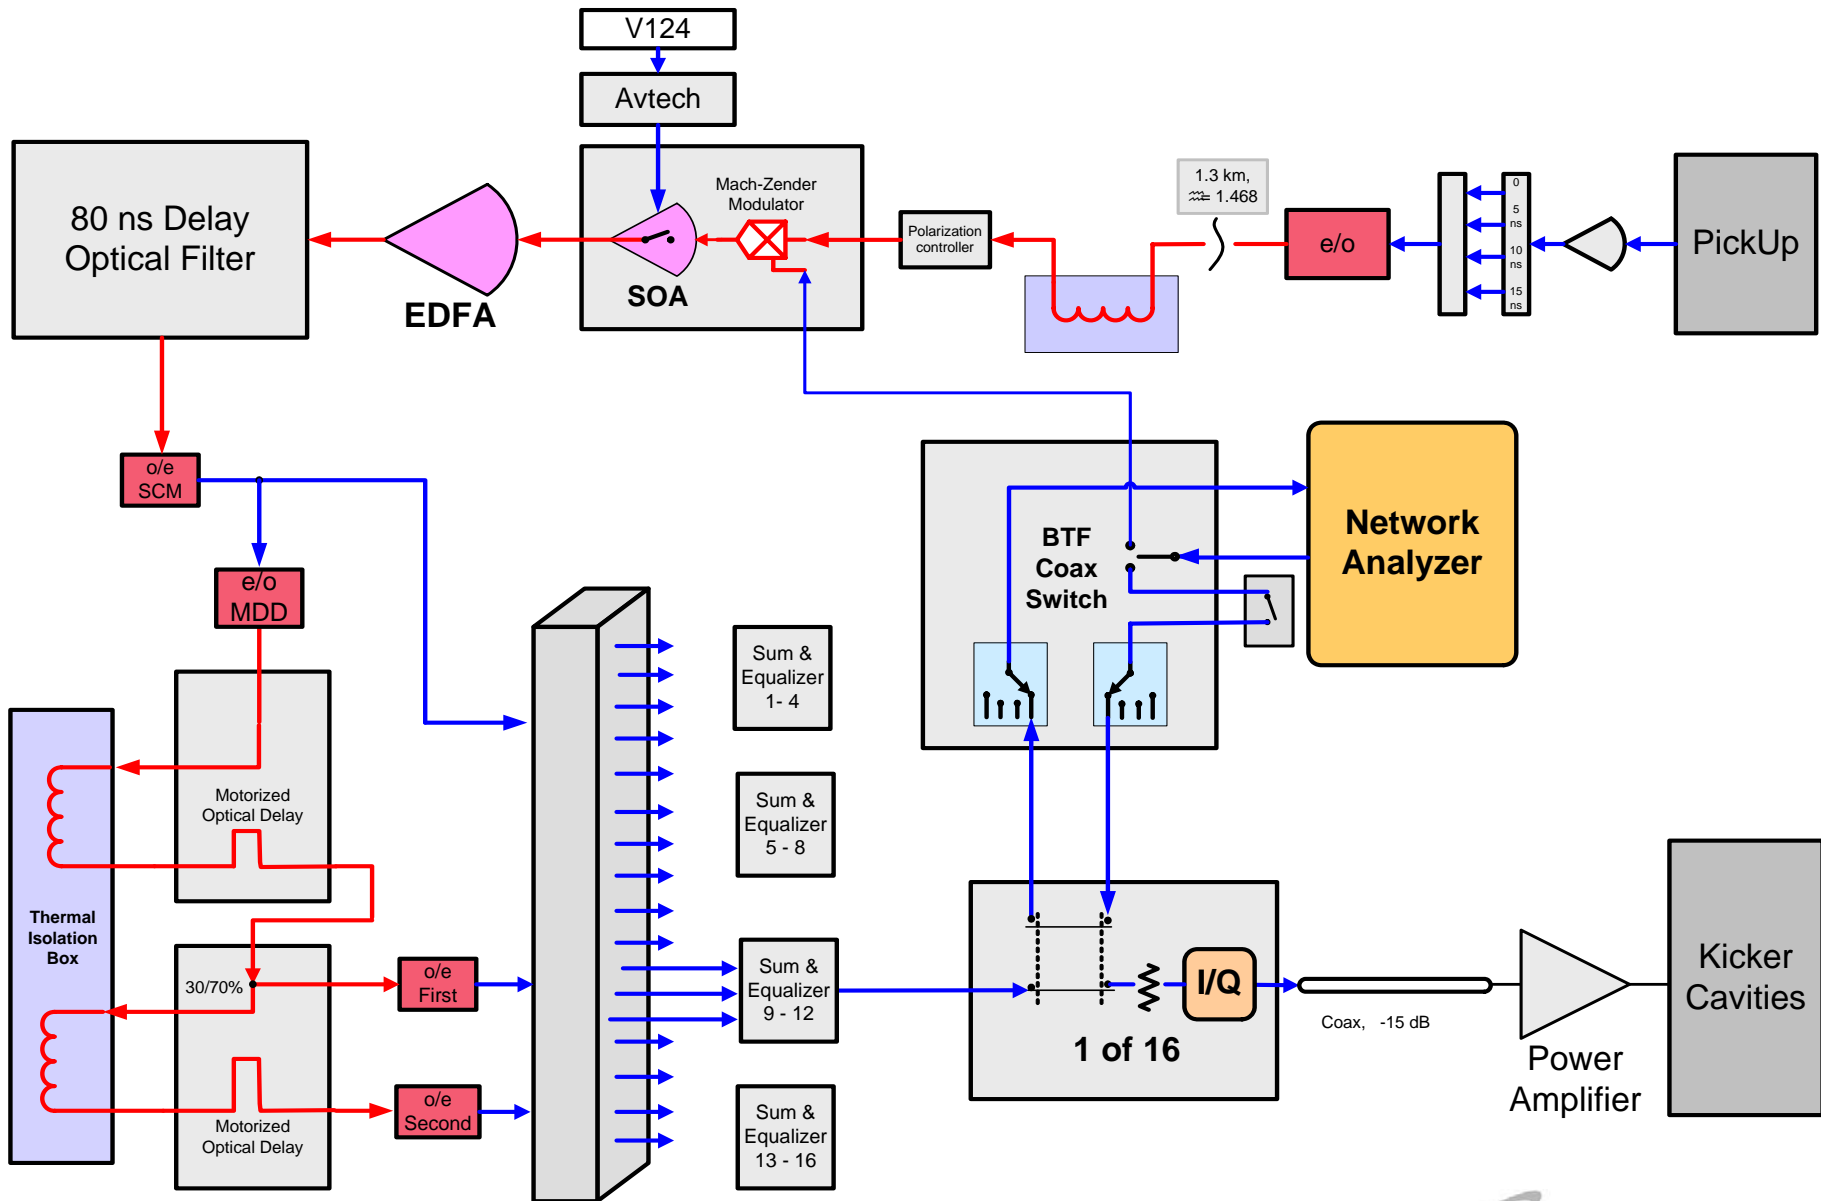 V124
Avtech
80 ns Delay
Optical Filter
EDFA
SOA
Mach-Zender
Modulator
Polarization
controller
1.3 km,
= 1.468
e/o
0
5
ns
10
ns
15
ns
PickUp
o/e
SCM
e/o
MDD
BTF
Coax
Switch
Network
Analyzer
Sum &
Equalizer
1- 4
Sum &
Equalizer
5 - 8
Sum &
Equalizer
9 - 12
Sum &
Equalizer
13 - 16
Motorized
Optical Delay
Thermal
Isolation
Box
30/70%
o/e
First
o/e
Second
Motorized
Optical Delay
I/Q
1 of 16
Coax, -15 dB
Power
Amplifier
Kicker
Cavities